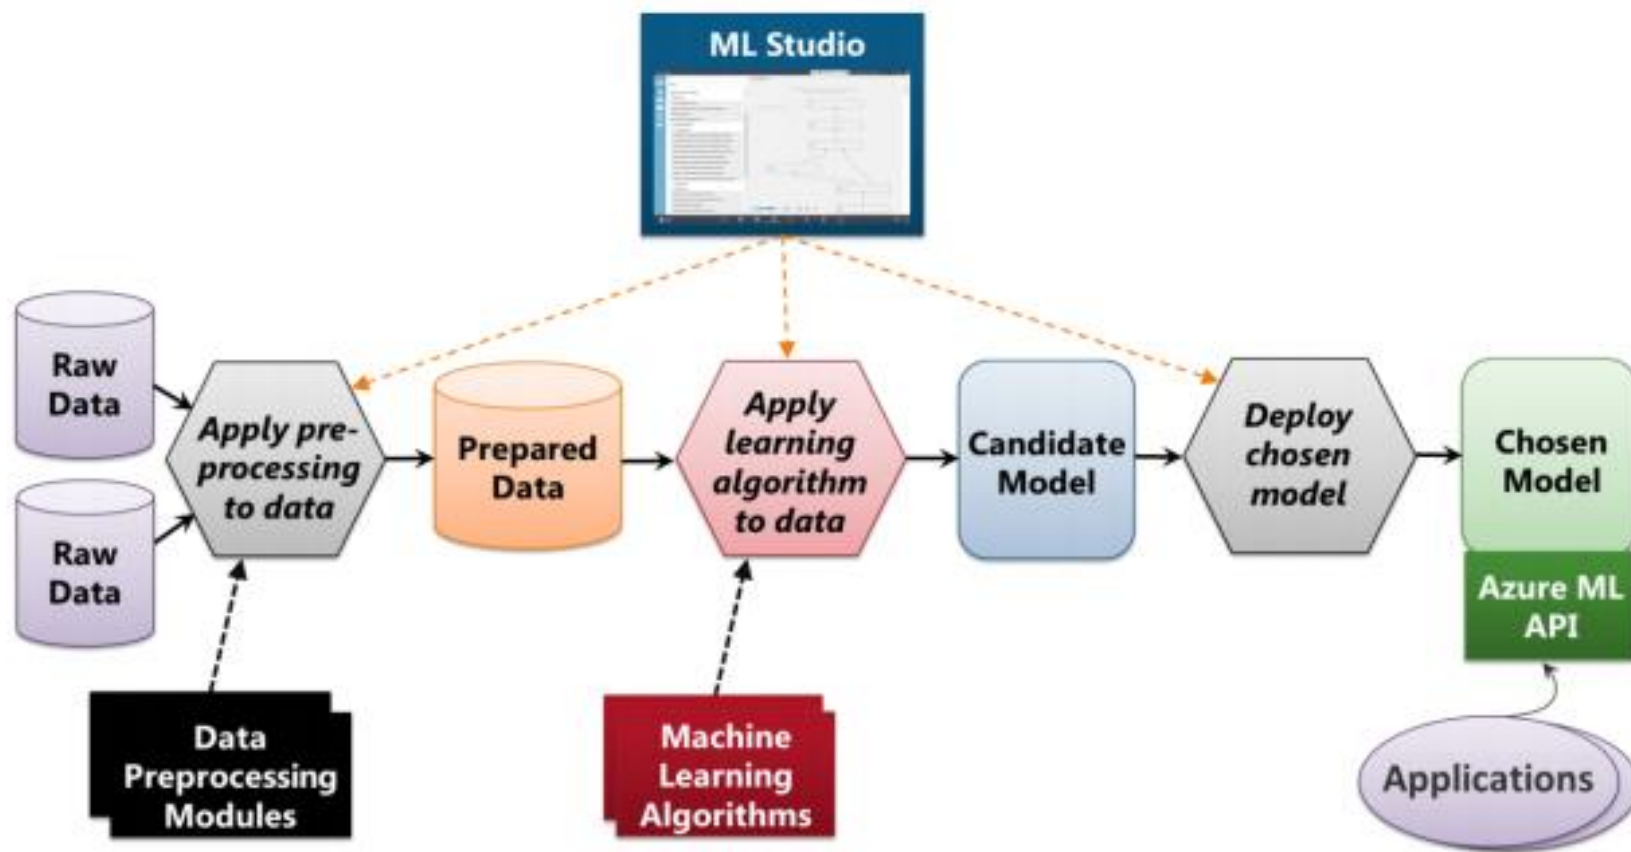 ML Studio
Raw
Data
Raw
Data
Apply pre-
processing
to data
Prepared
Data
Apply
learning
algorithm
to data
Candidate
Model
Deploy
chosen
model
Chosen
Model
Azure ML
API
Data
Preprocessing
Modules
Machine
Learning
Algorithms
Applications